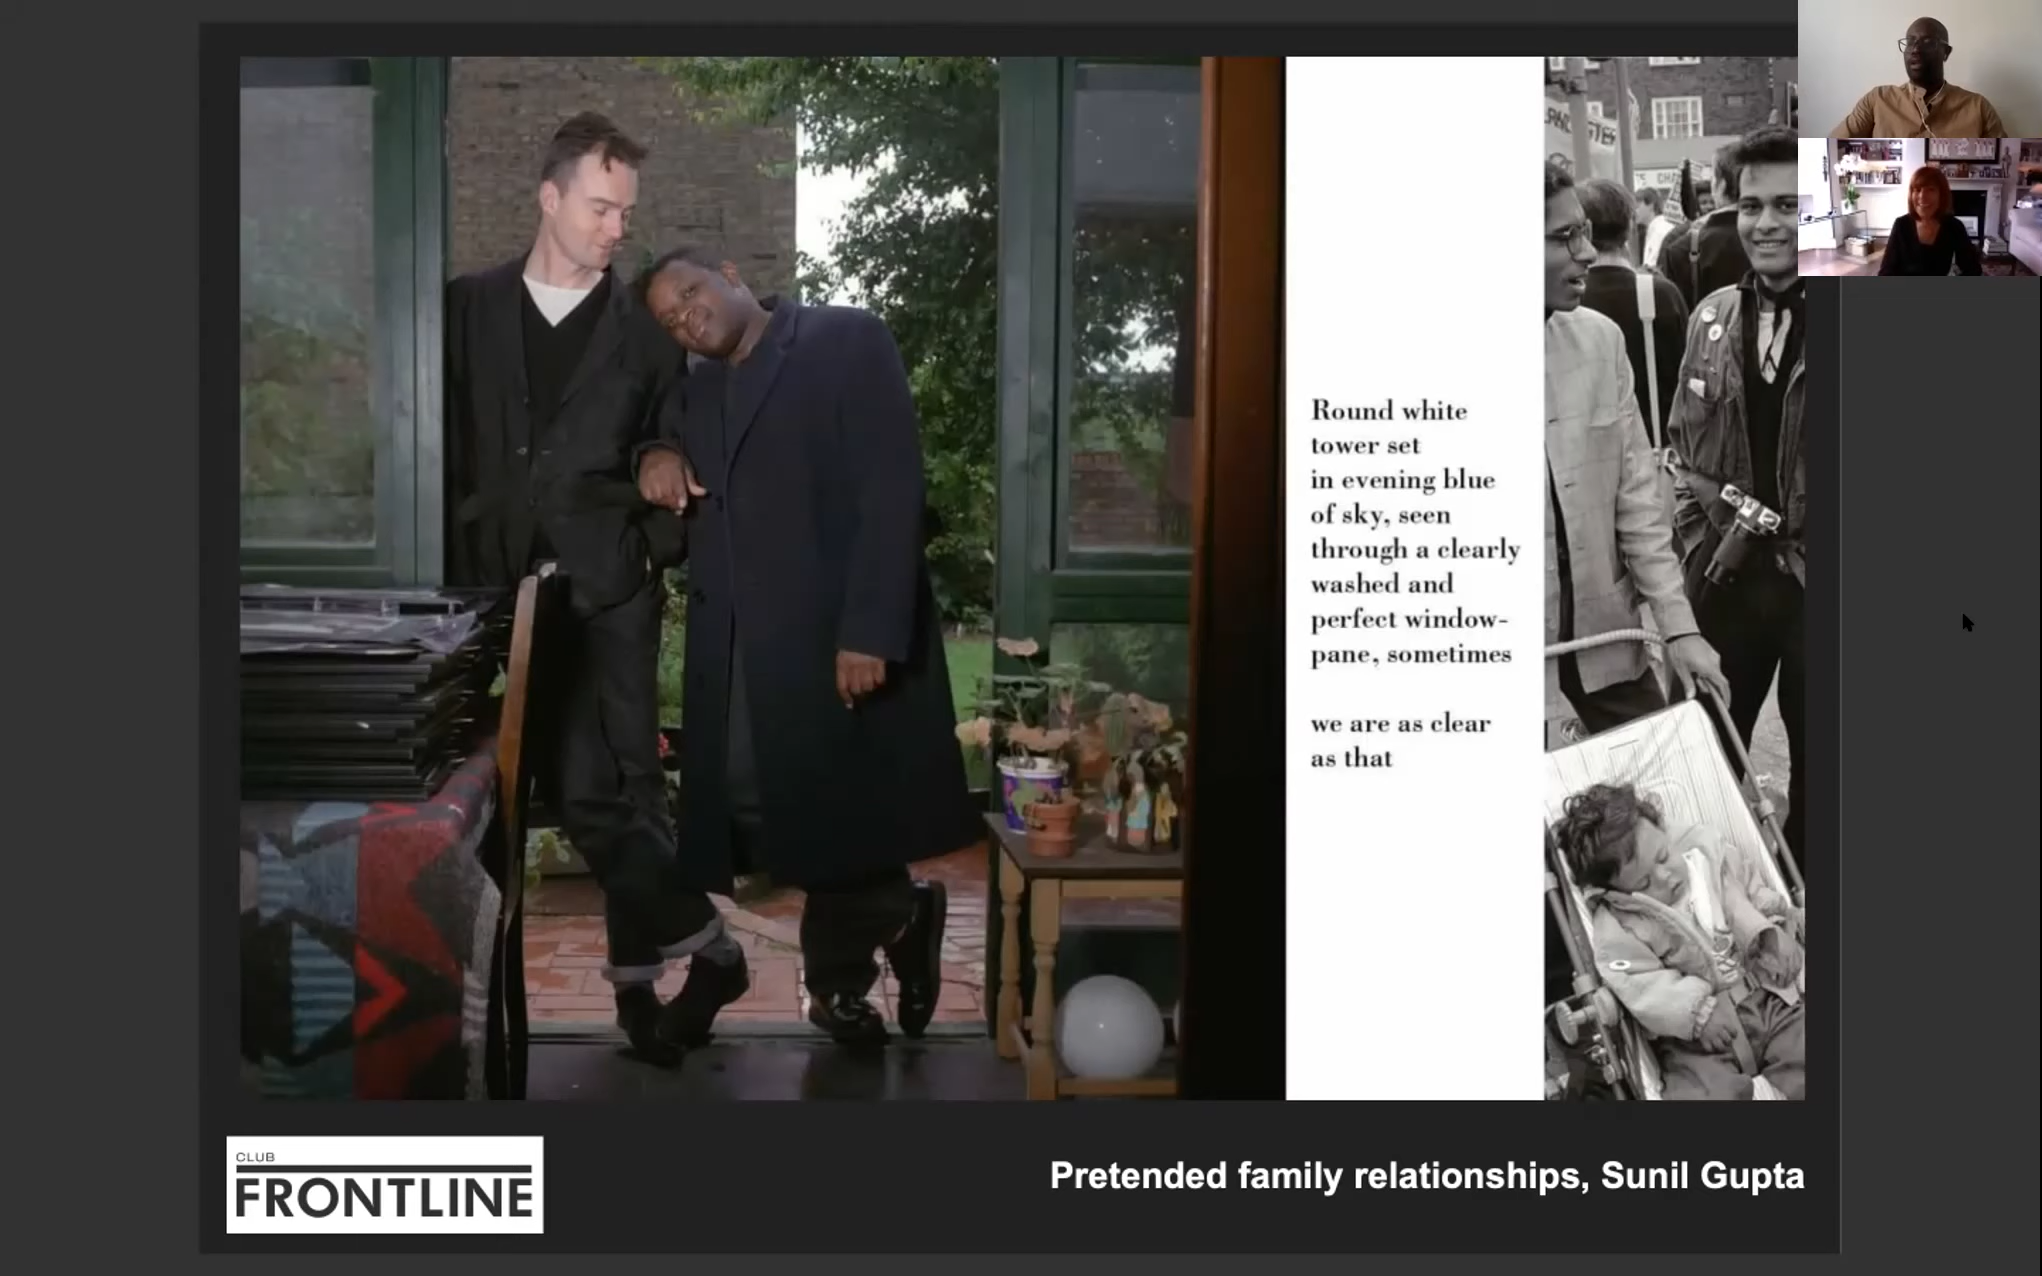 Round white
tower set
in evening blue
of sky, seen
through a clearly
washed and
perfect window-
pane, sometimes
we are as clear
as that
CLUB
FRONTLINE
Pretended family relationships, Sunil Gupta